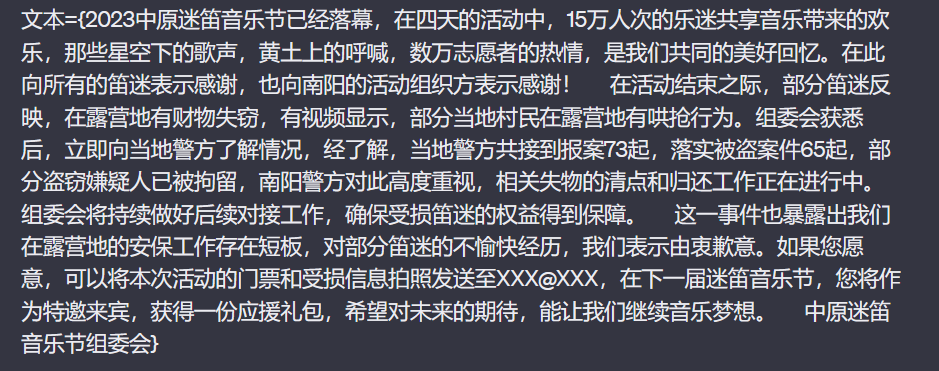 文本={2023中原迷笛音乐节已经落幕，在四天的活动中，15万人次的乐迷共享音乐带来的欢
乐，那些星空下的歌声，黄土上的呼喊，数万志愿者的热情，是我们共同的美好回忆。在此
向所有的笛迷表示感谢，也向南阳的活动组织方表示感谢！　在活动结束之际，部分笛迷反
映，在露营地有财物失窃，有视频显示，部分当地村民在露营地有哄抢行为。组委会获悉
后，立即向当地警方了解情况，经了解，当地警方共接到报案73起，落实被盗案件65起，部
分盗窃嫌疑人已被拘留，南阳警方对此高度重视，相关失物的清点和归还工作正在进行中。
组委会将持续做好后续对接工作，确保受损笛迷的权益得到保障。　这一事件也暴露出我们
在露营地的安保工作存在短板，对部分笛迷的不愉快经历，我们表示由衷歉意。如果您愿
意，可以将本次活动的门票和受损信息拍照发送至XXX@XXX，在下一届迷笛音乐节，您将作
为特邀来宾，获得一份应援礼包，希望对未来的期待，能让我们继续音乐梦想。　中原迷笛
音乐节组委会}